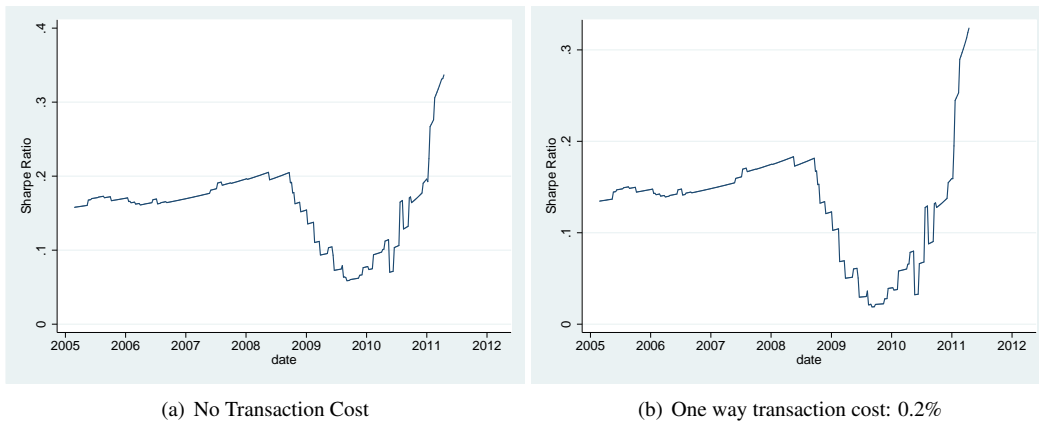 Sharpe Ratio
.4
.3
.2
.1
0
2005 2006 2007 2008 2009 2010 2011 2012
date
(a) No Transaction Cost
Sharpe Ratio
.3
.2
.1
0
2005 2006 2007 2008 2009 2010 2011 2012
date
(b) One way transaction cost: 0.2%